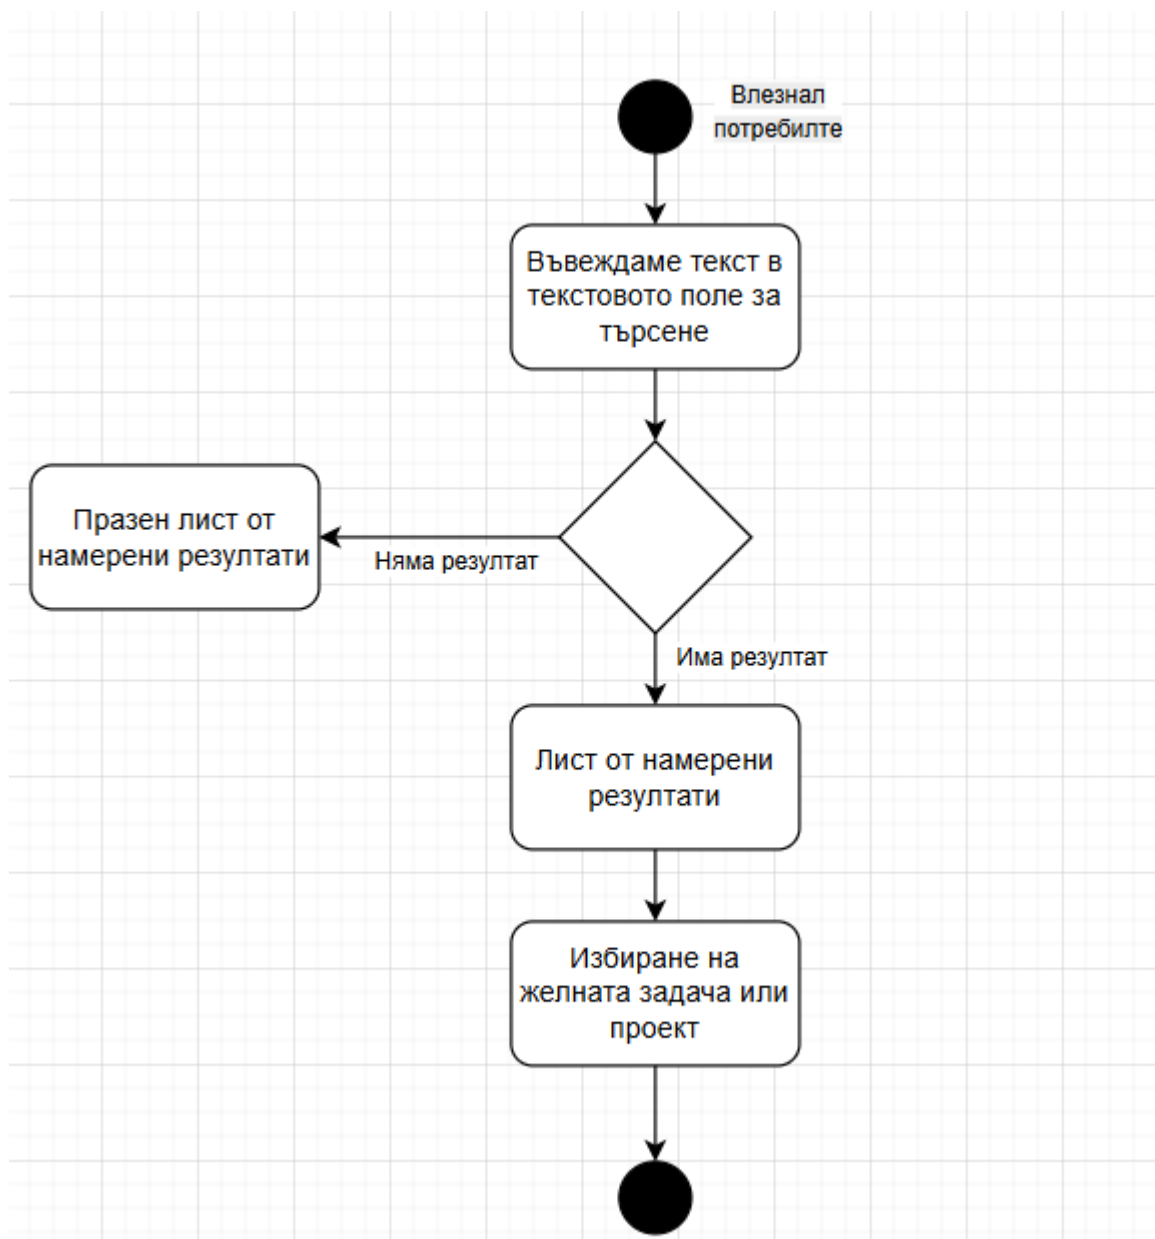 Влезнал
потребилте
Въвеждаме текст в
текстовото поле за
търсене
Празен лист от
намерени резултати
Няма резултат
Има резултат
Лист от намерени
резултати
Избиране на
желната задача или
проект